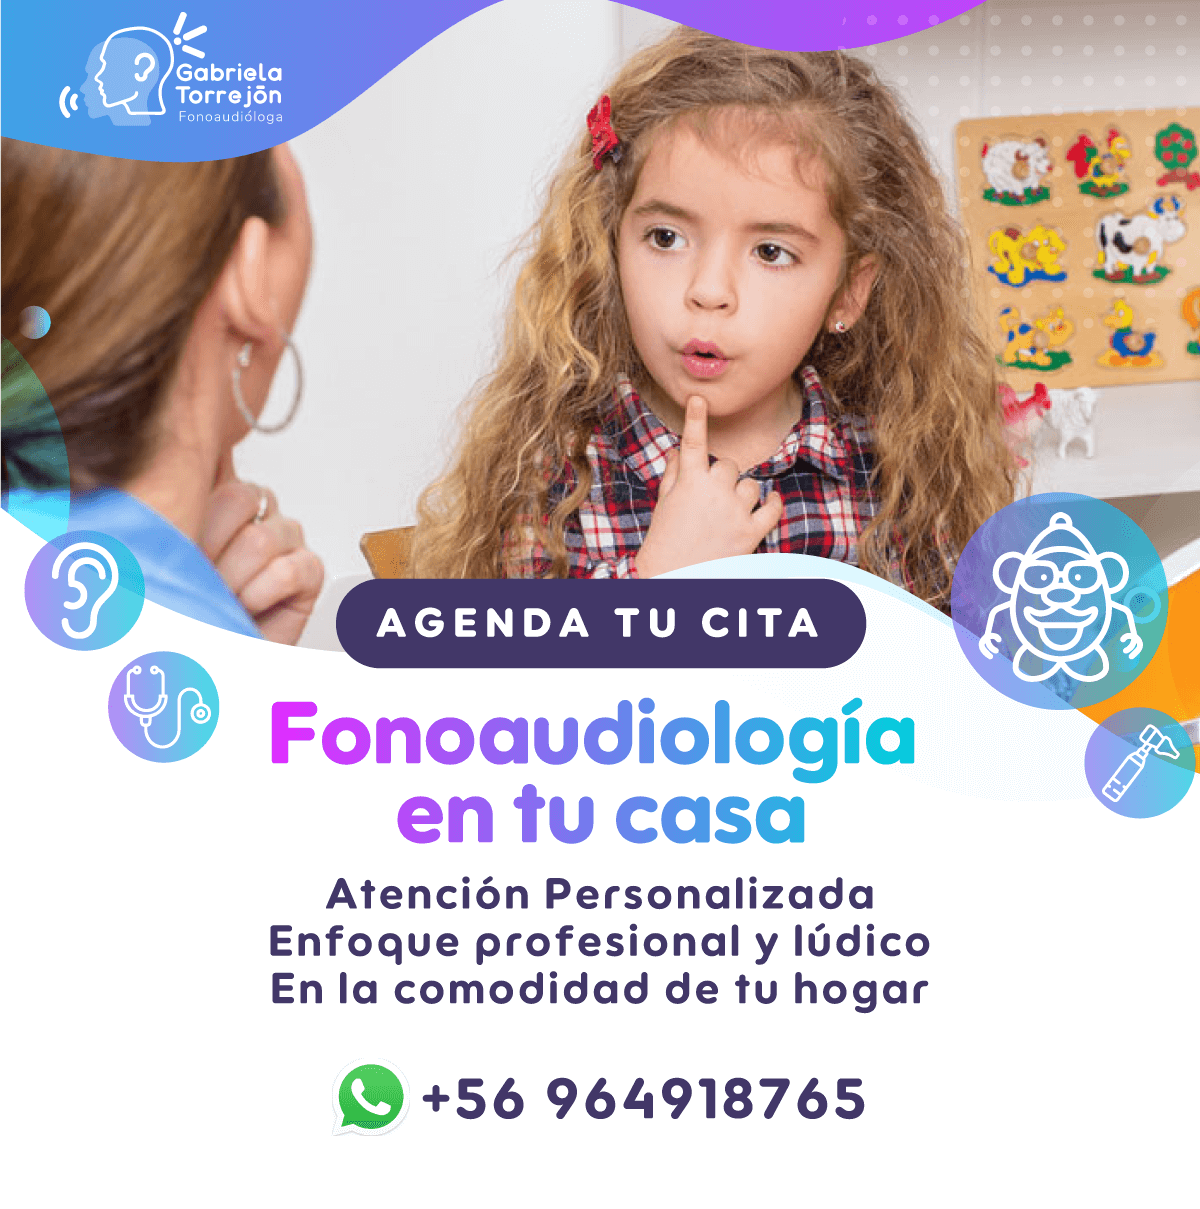 Gabriela
Torrejón
Fonoaudióloga
AGENDA TU CITA
Fonoaudiología
en tu casa
Atención Personalizada
Enfoque profesional y lúdico
En la comodidad de tu hogar
+56 964918765